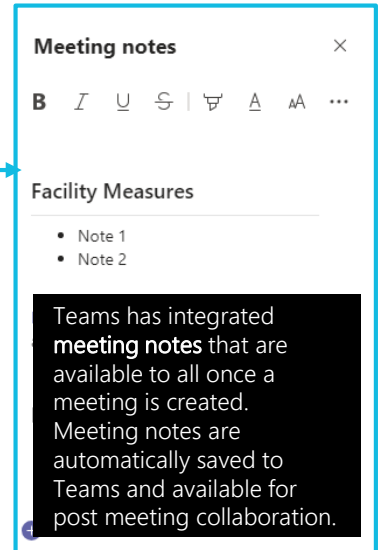 Meeting notes
B I U S A AA ...
Facility Measures
• Note 1
• Note 2
Teams has integrated
meeting notes that are
available to all once a
meeting is created.
Meeting notes are
automatically saved to
Teams and available for
post meeting collaboration.